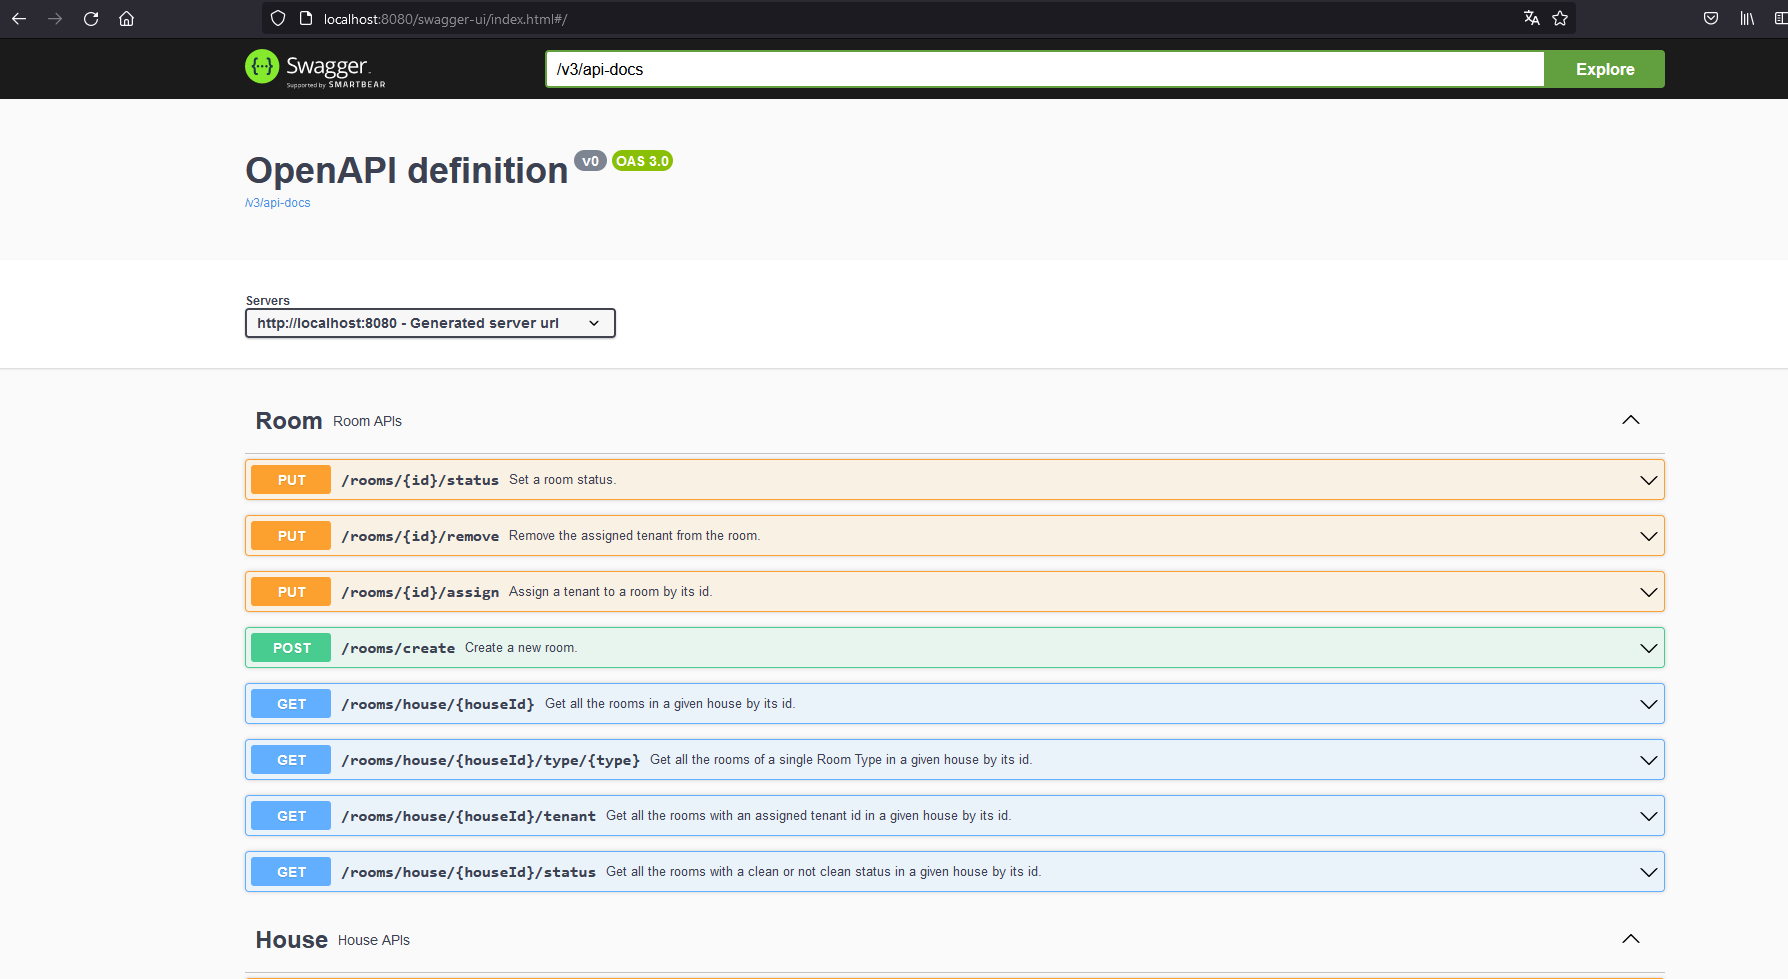 localhost:8080/swagger-ui/index.html#/
Swagger
Supported by SMARTBEAR
/v3/api-docs
Explore
OpenAPI definition v0 OAS 3.0
/v3/api-docs
Servers
http://localhost:8080 - Generated server url
Room Room APIs
PUT /rooms/{id}/status Set a room status.
PUT /rooms/{id}/remove Remove the assigned tenant from the room.
PUT /rooms/{id}/assign Assign a tenant to a room by its id.
POST /rooms/create Create a new room.
GET /rooms/house/{houseId} Get all the rooms in a given house by its id.
GET /rooms/house/{houseId}/type/{type} Get all the rooms of a single Room Type in a given house by its id.
GET /rooms/house/{houseId}/tenant Get all the rooms with an assigned tenant id in a given house by its id.
GET /rooms/house/{houseId}/status Get all the rooms with a clean or not clean status in a given house by its id.
House House APIs